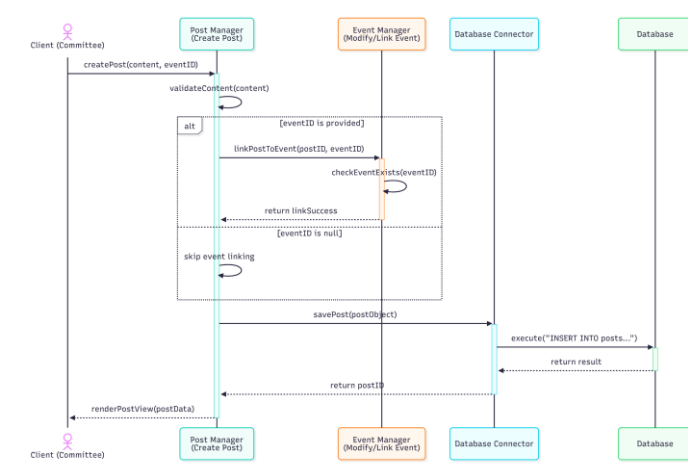 Post Manager
(Create Post)
Event Manager
(Modify/Link Event)
Database Connector
Database
Client (Committee)
createPost(content, eventID)
validateContent(content)
alt
[eventID is provided]
linkPostToEvent(postID, eventID)
checkEventExists(eventID)
return linkSuccess
[eventID is null]
skip event linking
savePost(postObject)
execute("INSERT INTO posts...")
return result
return postID
renderPostView(postData)
Client (Committee)
Post Manager
(Create Post)
Event Manager
(Modify/Link Event)
Database Connector
Database